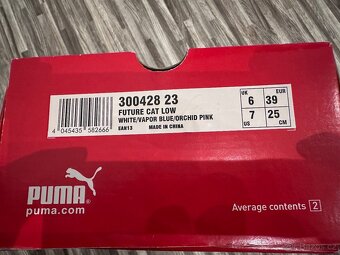 300428 23
FUTURE CAT LOW
WHITE/VAPOR BLUE/ORCHID PINK
4 045435 582666
EAN13 MADE IN CHINA
UK 6 39 EUR
US 7 25 CM
PUMA
puma.com
Average contents 2